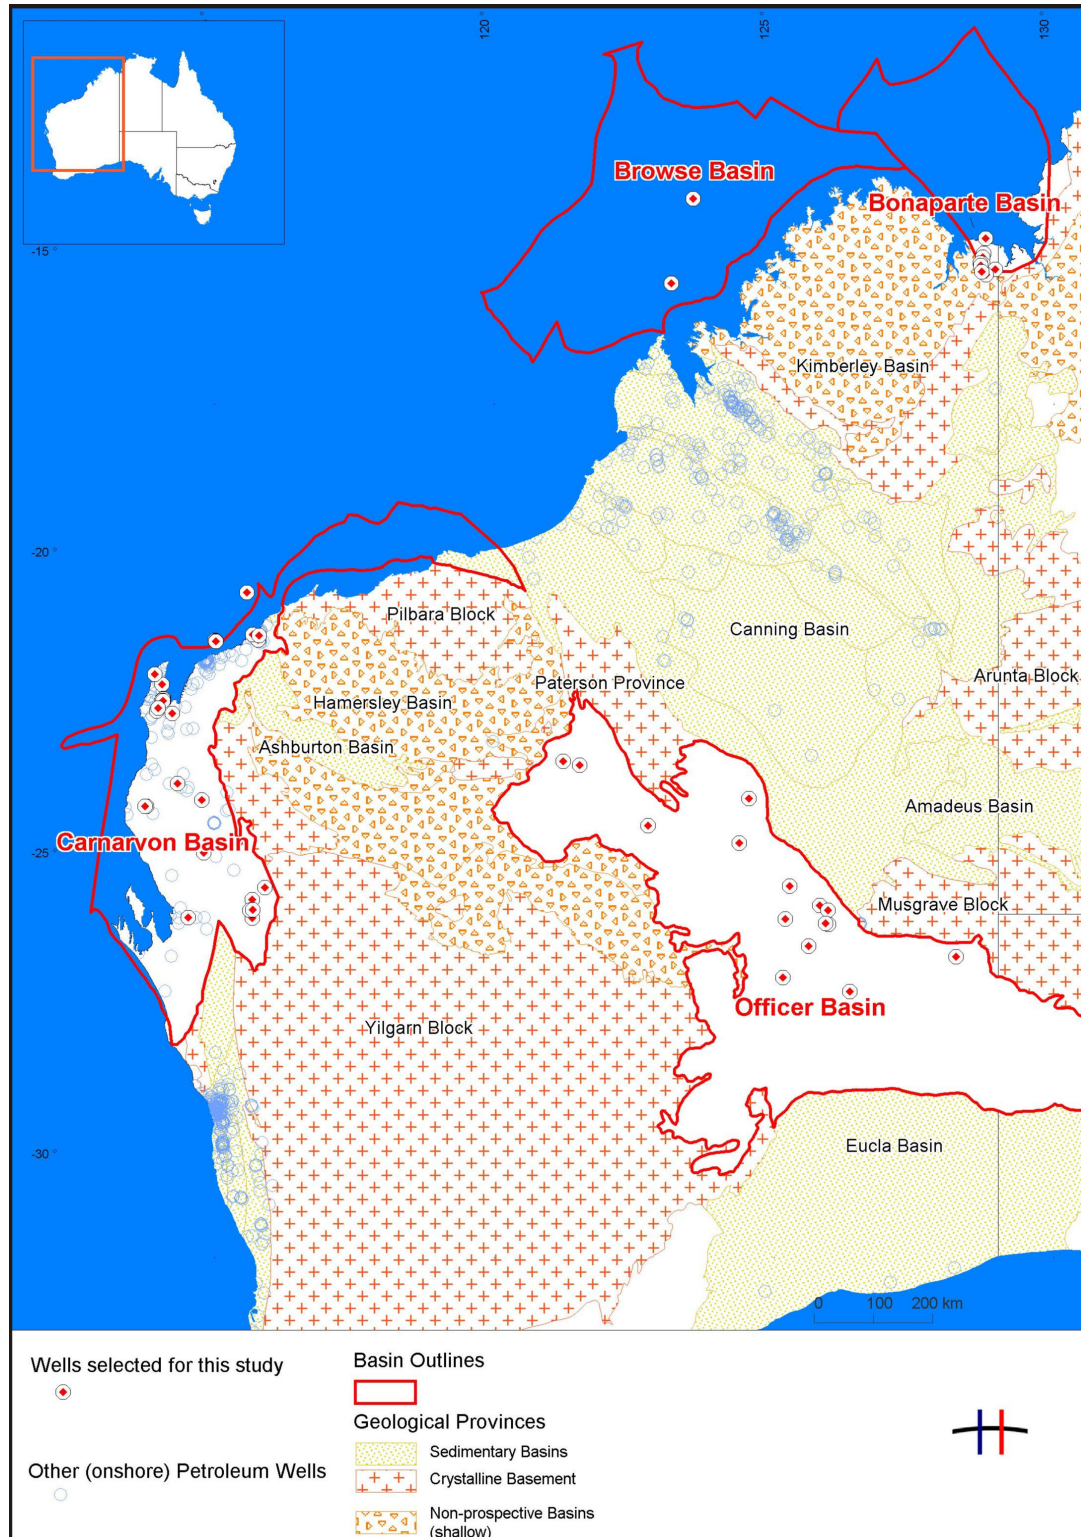 120
125
130
Browse Basin
Bonaparte Basin
-15 °
Kimberley Basin
-20 °
Pilbara Block
Canning Basin
Paterson Province
Arunta Block
Hamersley Basin
Ashburton Basin
Amadeus Basin
Carnarvon Basin
-25 °
Musgrave Block
Officer Basin
Yilgarn Block
Eucla Basin
-30 °
0 100 200 km
Wells selected for this study
Other (onshore) Petroleum Wells
Basin Outlines
Geological Provinces
Sedimentary Basins
Crystalline Basement
Non-prospective Basins
(shallow)